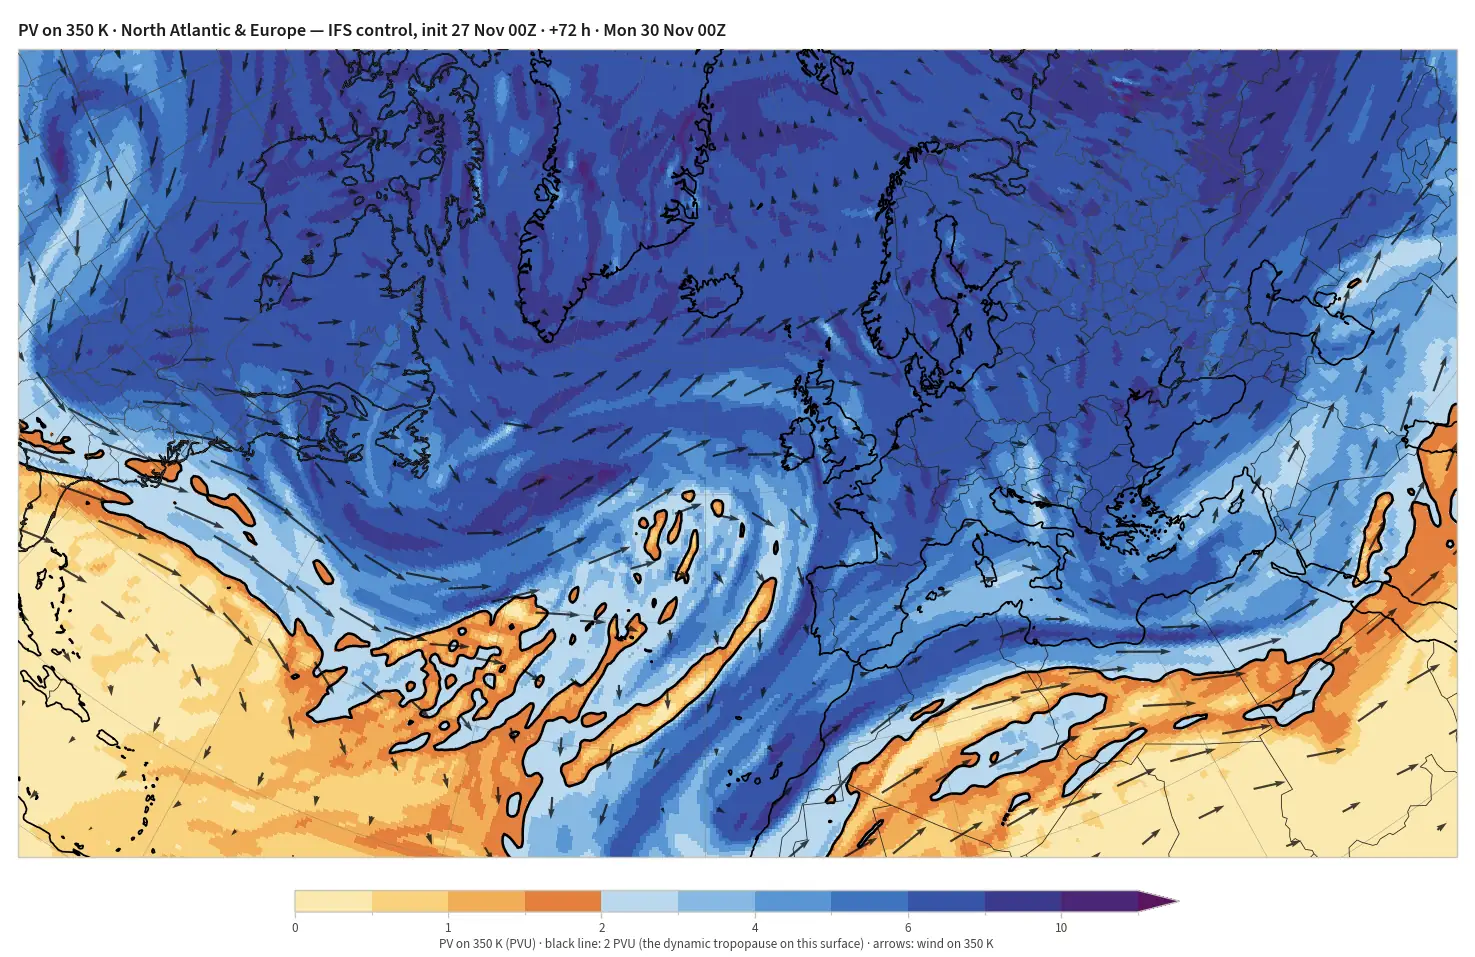 PV on 350 K · North Atlantic & Europe — IFS control, init 27 Nov 00Z · +72 h · Mon 30 Nov 00Z
0 1 2 4 6 10
PV on 350 K (PVU) · black line: 2 PVU (the dynamic tropopause on this surface) · arrows: wind on 350 K